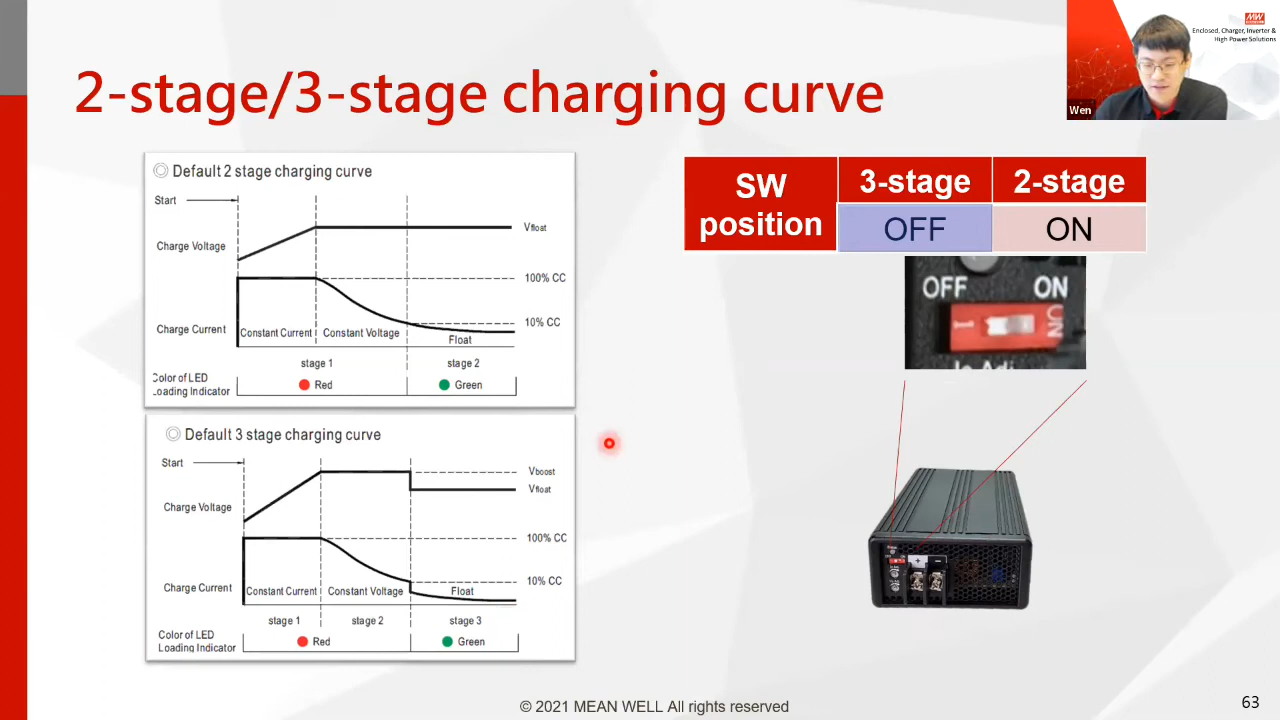 2-stage/3-stage charging curve
MW
Enclosed, Charger, Inverter &
High Power Solutions
Wen
Default 2 stage charging curve
Start
Charge Voltage
Vfloat
100% CC
Charge Current
Constant Current
Constant Voltage
10% CC
Float
stage 1
stage 2
Color of LED
Loading Indicator
Red
Green
Default 3 stage charging curve
Start
Vboost
Vfloat
Charge Voltage
100% CC
10% CC
Charge Current
Constant Current
Constant Voltage
Float
stage 1
stage 2
stage 3
Color of LED
Loading Indicator
Red
Green
SW position
3-stage
2-stage
OFF
ON
OFF
ON
1
ON
Io Adj
+
−
© 2021 MEAN WELL All rights reserved
63